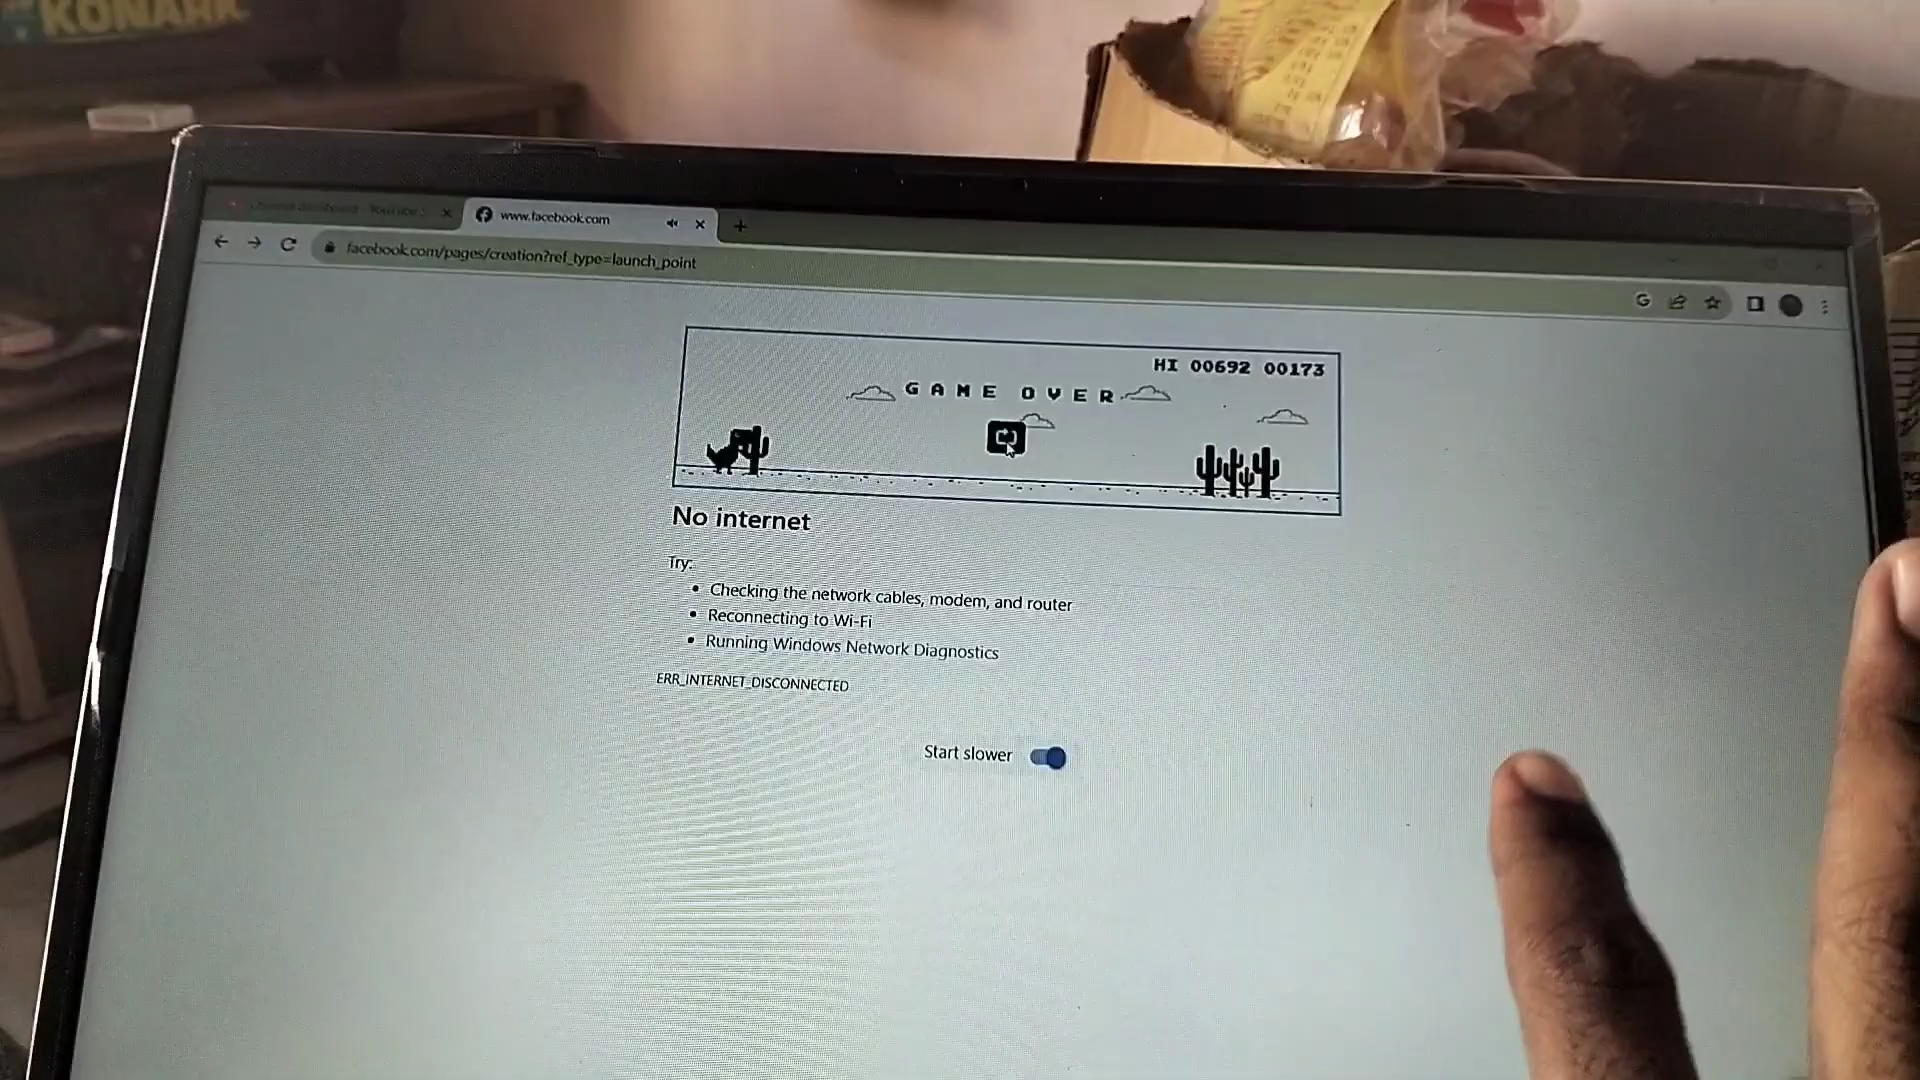 KONARK
www.facebook.com
facebook.com/pages/creation?ref_type=launch_point
HI 00692 00173
GAME OVER
No internet
Try:
• Checking the network cables, modem, and router
• Reconnecting to Wi-Fi
• Running Windows Network Diagnostics
ERR_INTERNET_DISCONNECTED
Start slower